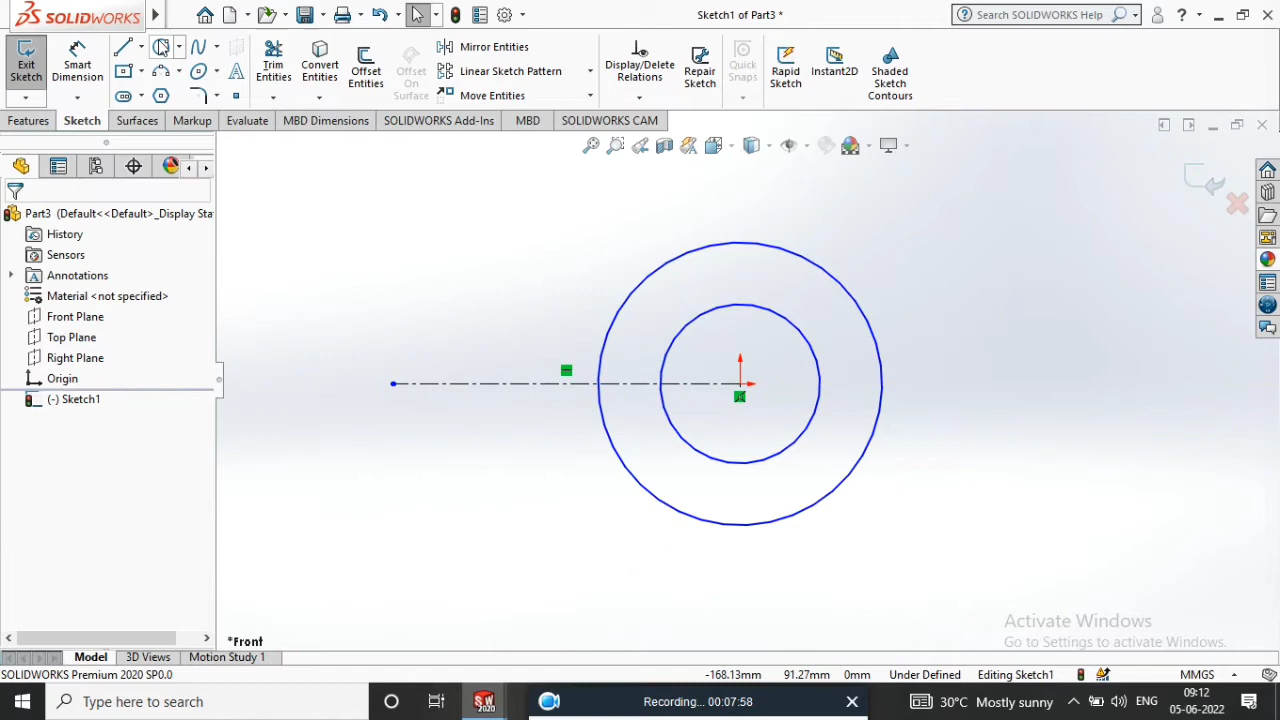 3S SOLIDWORKS
Sketch1 of Part3 *
Search SOLIDWORKS Help
?
Exit Sketch
Smart Dimension
Trim Entities
Convert Entities
Offset Entities
Offset On Surface
Mirror Entities
Linear Sketch Pattern
Move Entities
Display/Delete Relations
Repair Sketch
Quick Snaps
Rapid Sketch
Instant2D
Shaded Sketch Contours
Features
Sketch
Surfaces
Markup
Evaluate
MBD Dimensions
SOLIDWORKS Add-Ins
MBD
SOLIDWORKS CAM
Part3 (Default<<Default>_Display Sta
History
Sensors
Annotations
Material <not specified>
Front Plane
Top Plane
Right Plane
Origin
(-) Sketch1
*Front
Activate Windows
Go to Settings to activate Windows.
Model
3D Views
Motion Study 1
SOLIDWORKS Premium 2020 SP0.0
-168.13mm
91.27mm
0mm
Under Defined
Editing Sketch1
MMGS
Type here to search
SW 2020
Recording... 00:07:58
30°C Mostly sunny
ENG
09:12
05-06-2022